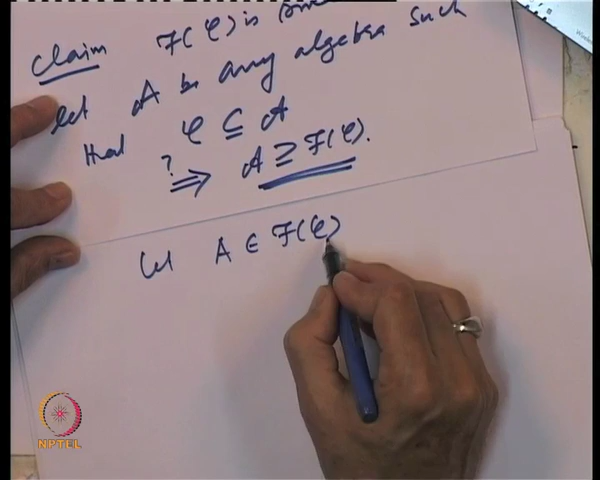 Claim F(C) is
Let A be any algebra such
that C ⊆ A
?
⇒ A ⊇ F(C).
Let A ∈ F(C)
NPTEL